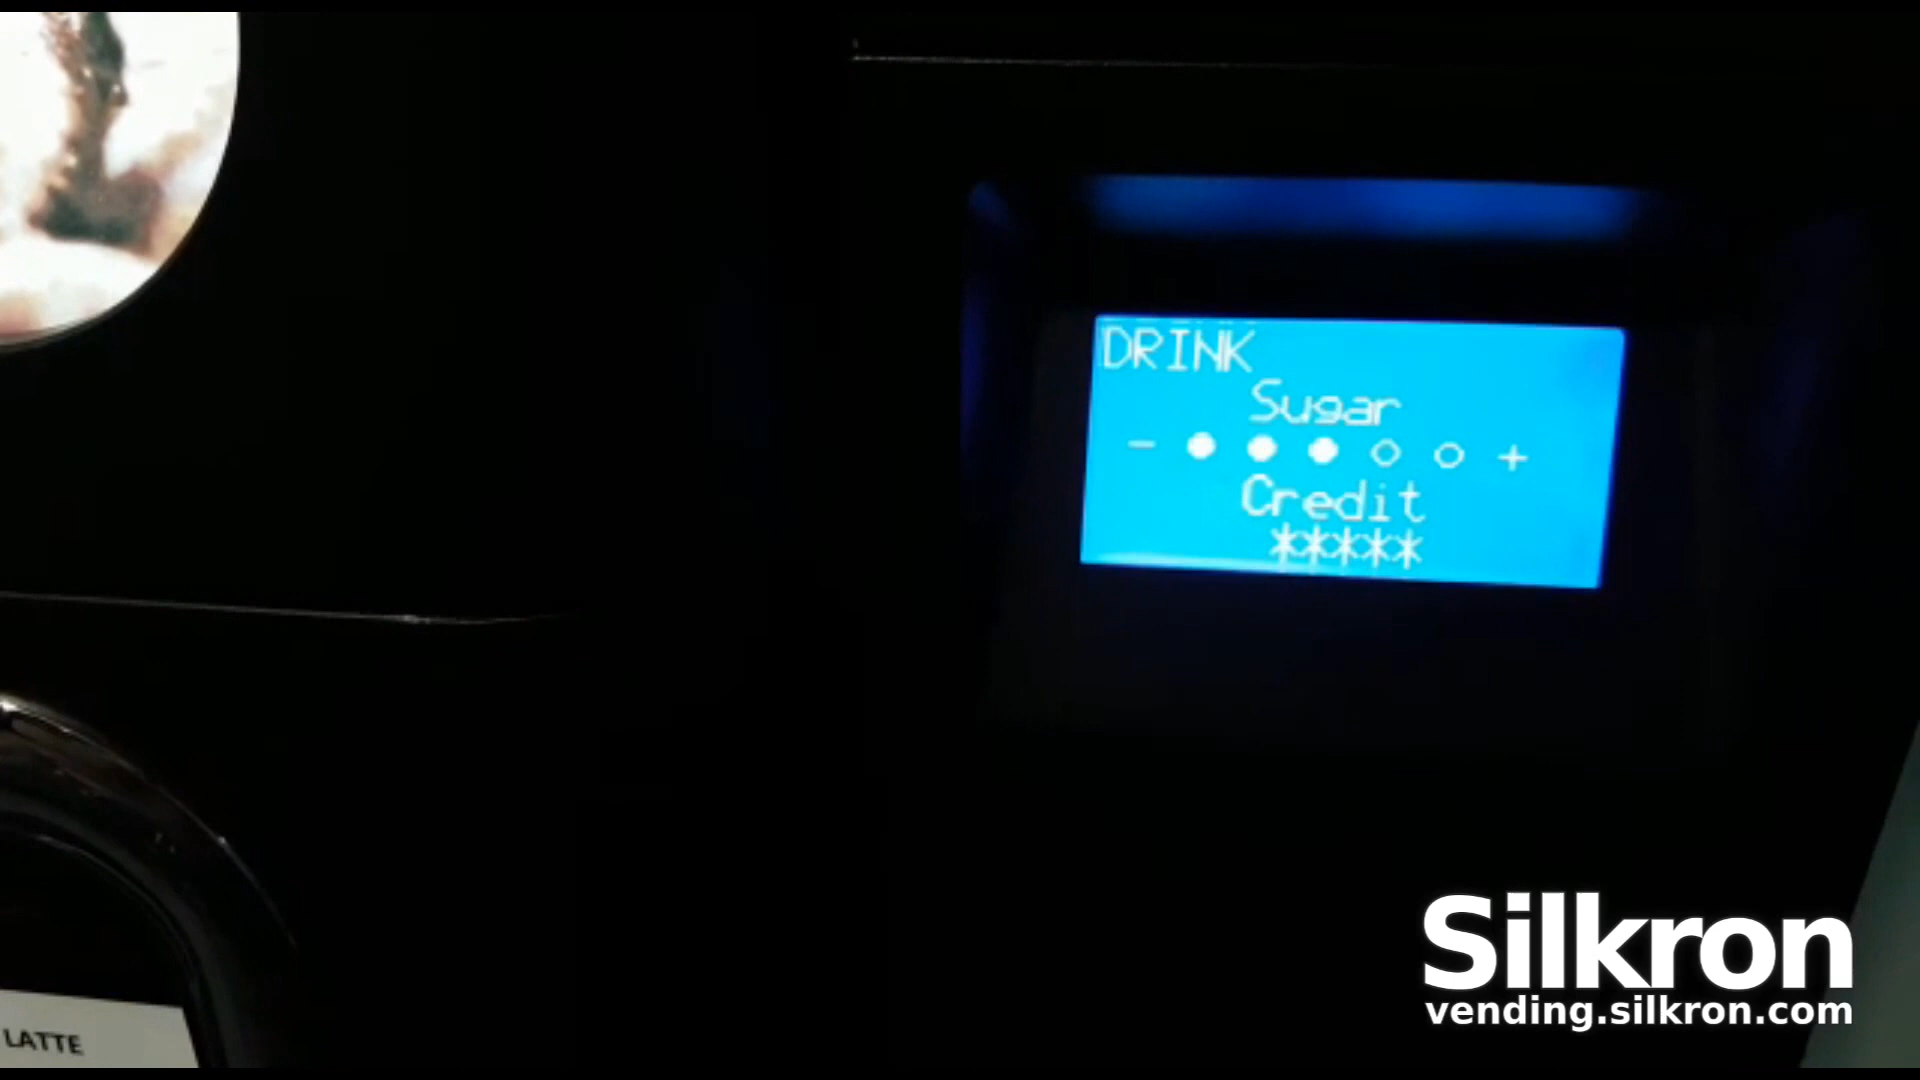 DRINK
Sugar
- ● ● ● ○ ○ +
Credit
*****
LATTE
Silkron
vending.silkron.com